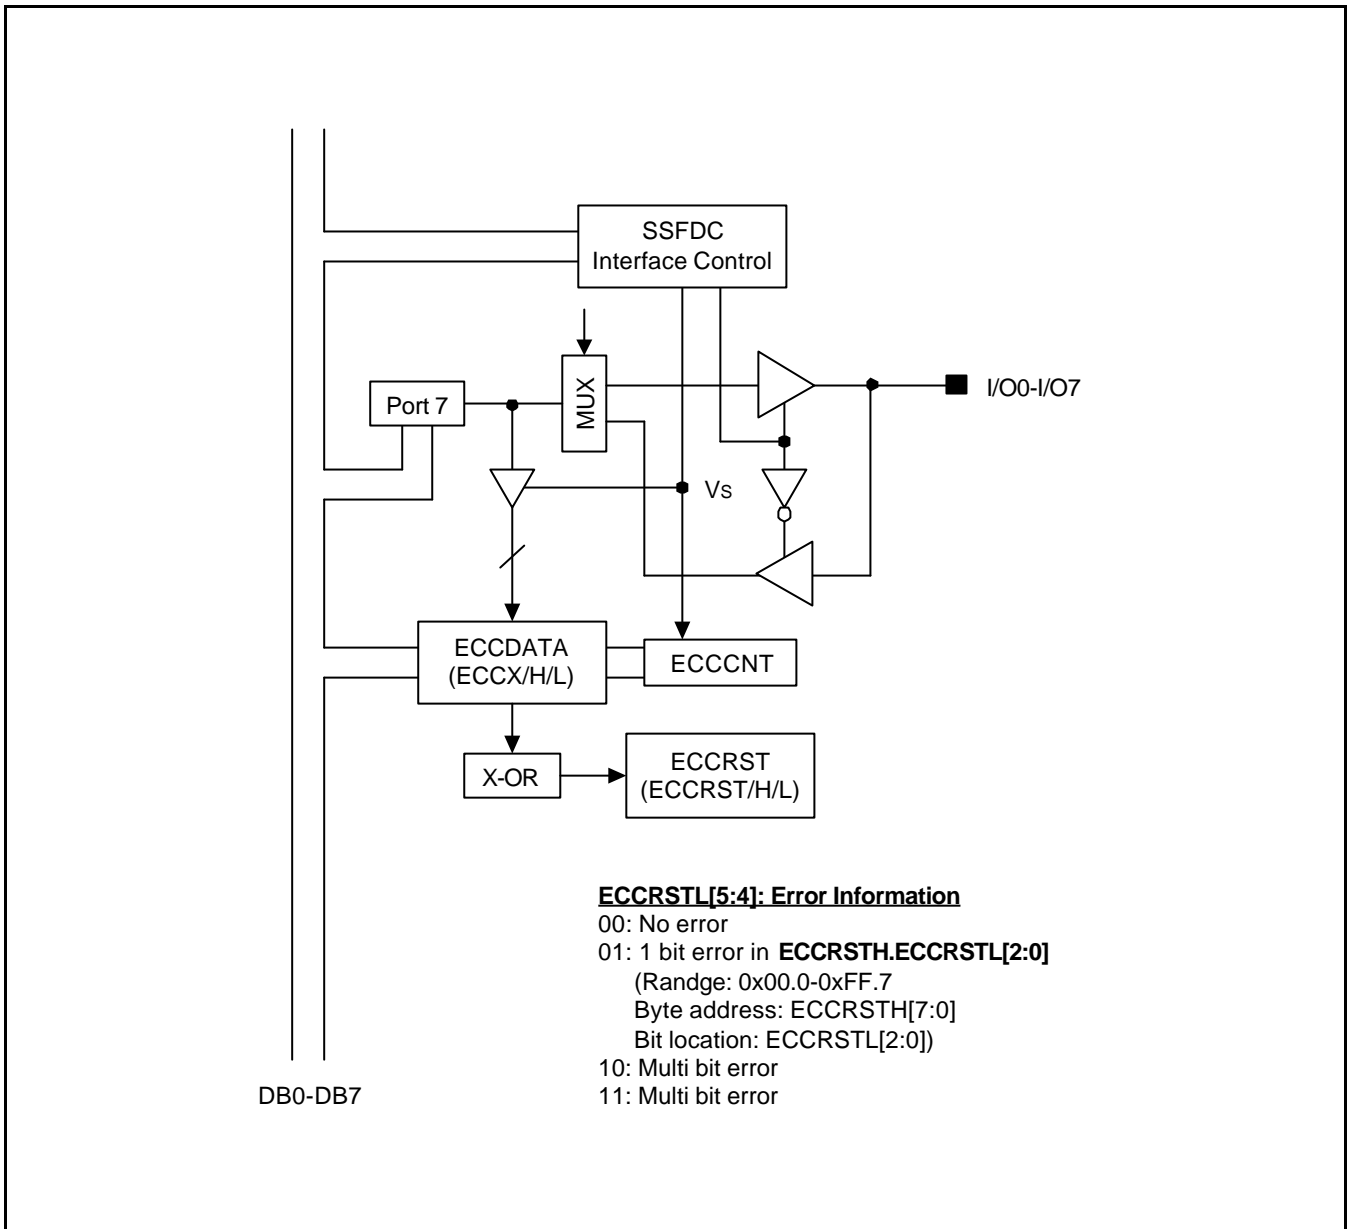 SSFDC
Interface Control
MUX
Port 7
I/O0-I/O7
Vs
ECCDATA
(ECCX/H/L)
ECCCNT
X-OR
ECCRST
(ECCRST/H/L)
ECCRSTL[5:4]: Error Information
00: No error
01: 1 bit error in ECCRSTH.ECCRSTL[2:0]
(Randge: 0x00.0-0xFF.7
Byte address: ECCRSTH[7:0]
Bit location: ECCRSTL[2:0])
10: Multi bit error
11: Multi bit error
DB0-DB7